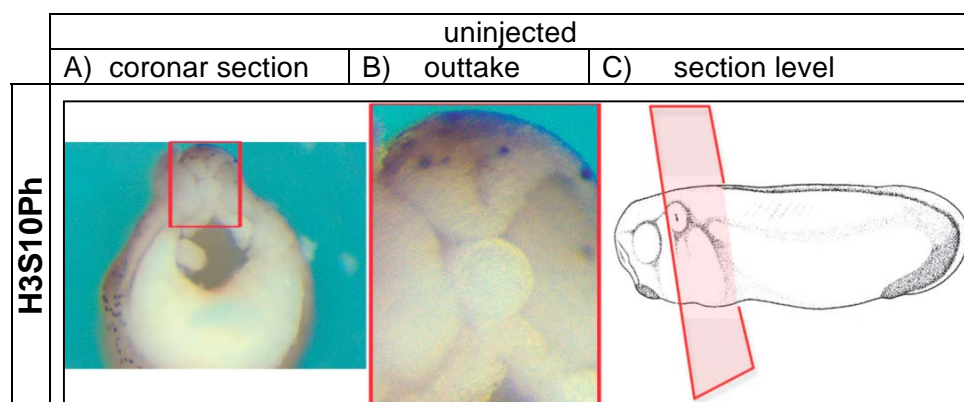 uninjected
A) coronar section
B) outtake
C) section level
H3S10Ph